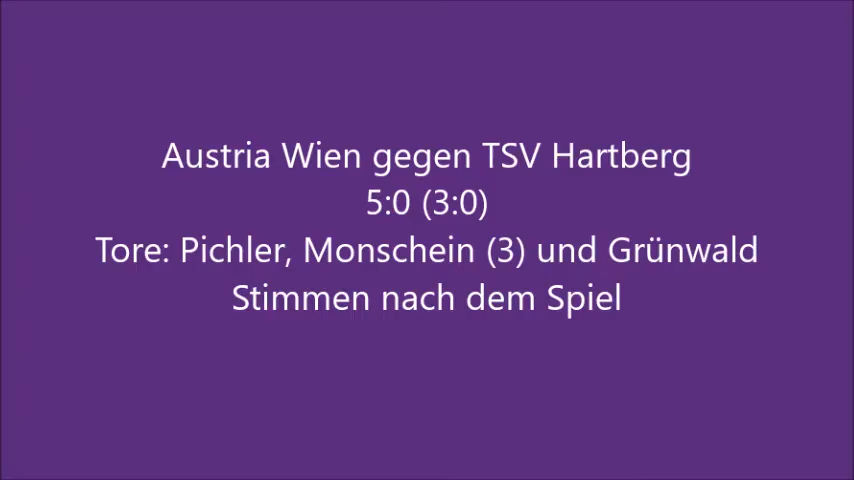 Austria Wien gegen TSV Hartberg
5:0 (3:0)
Tore: Pichler, Monschein (3) und Grünwald
Stimmen nach dem Spiel